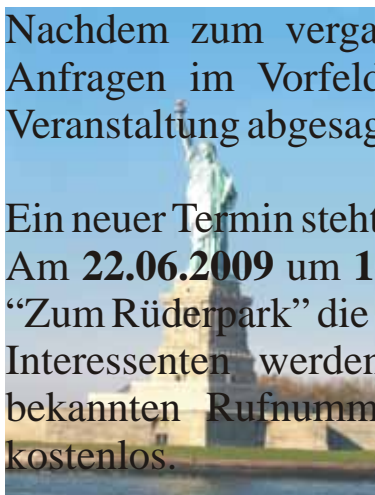 Nachdem zum verga
Anfragen im Vorfeld
Veranstaltung abgesag
Ein neuer Termin steht
Am 22.06.2009 um 1
“Zum Rüderpark” die
Interessenten werden
bekannten Rufnumm
kostenlos.